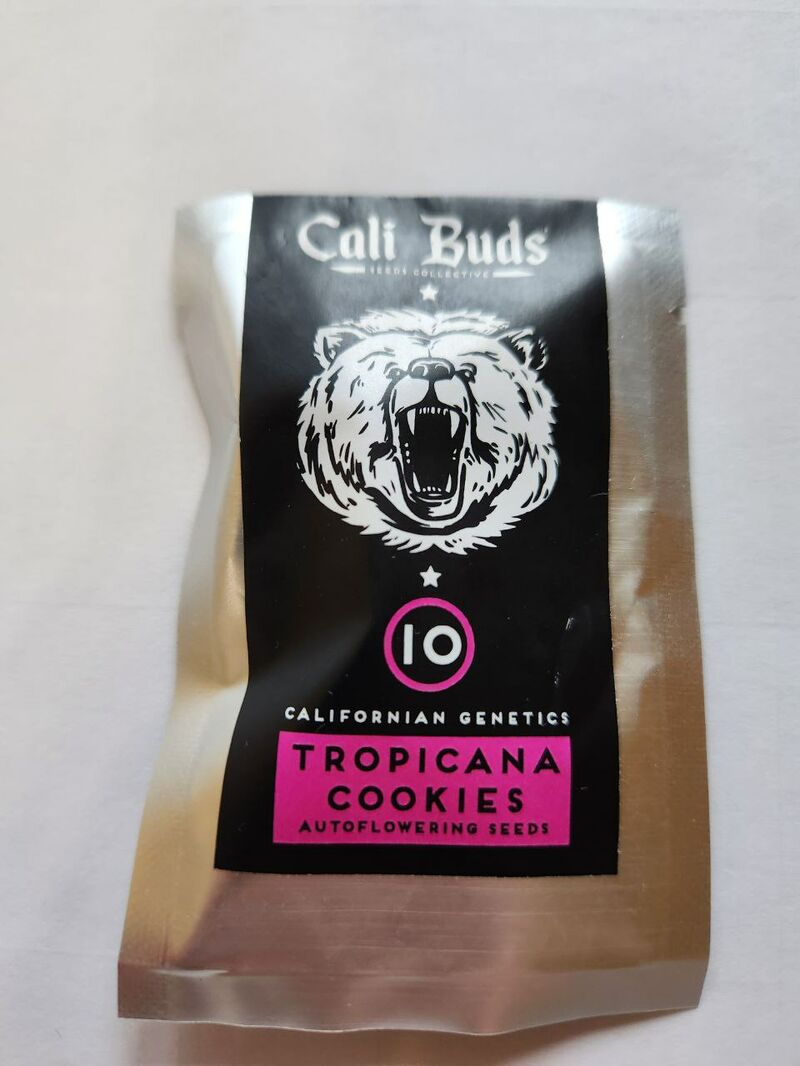 Cali Buds
SEEDS COLLECTIVE
10
CALIFORNIAN GENETICS
TROPICANA
COOKIES
AUTOFLOWERING SEEDS